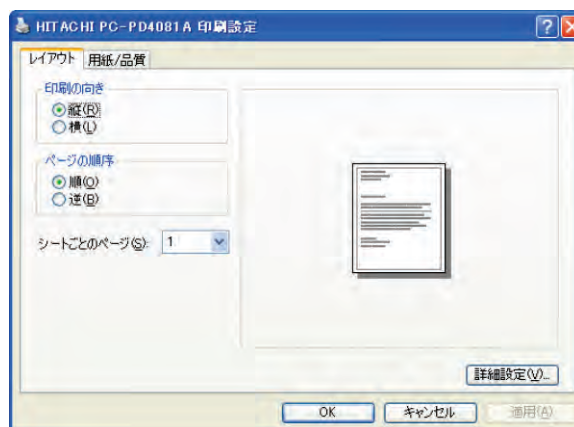 HITACHI PC-PD4081A 印刷設定
レイアウト 用紙/品質
印刷の向き
縦(R)
横(L)
ページの順序
順(O)
逆(B)
シートごとのページ(S): 1
詳細設定(V)...
OK キャンセル 適用(A)